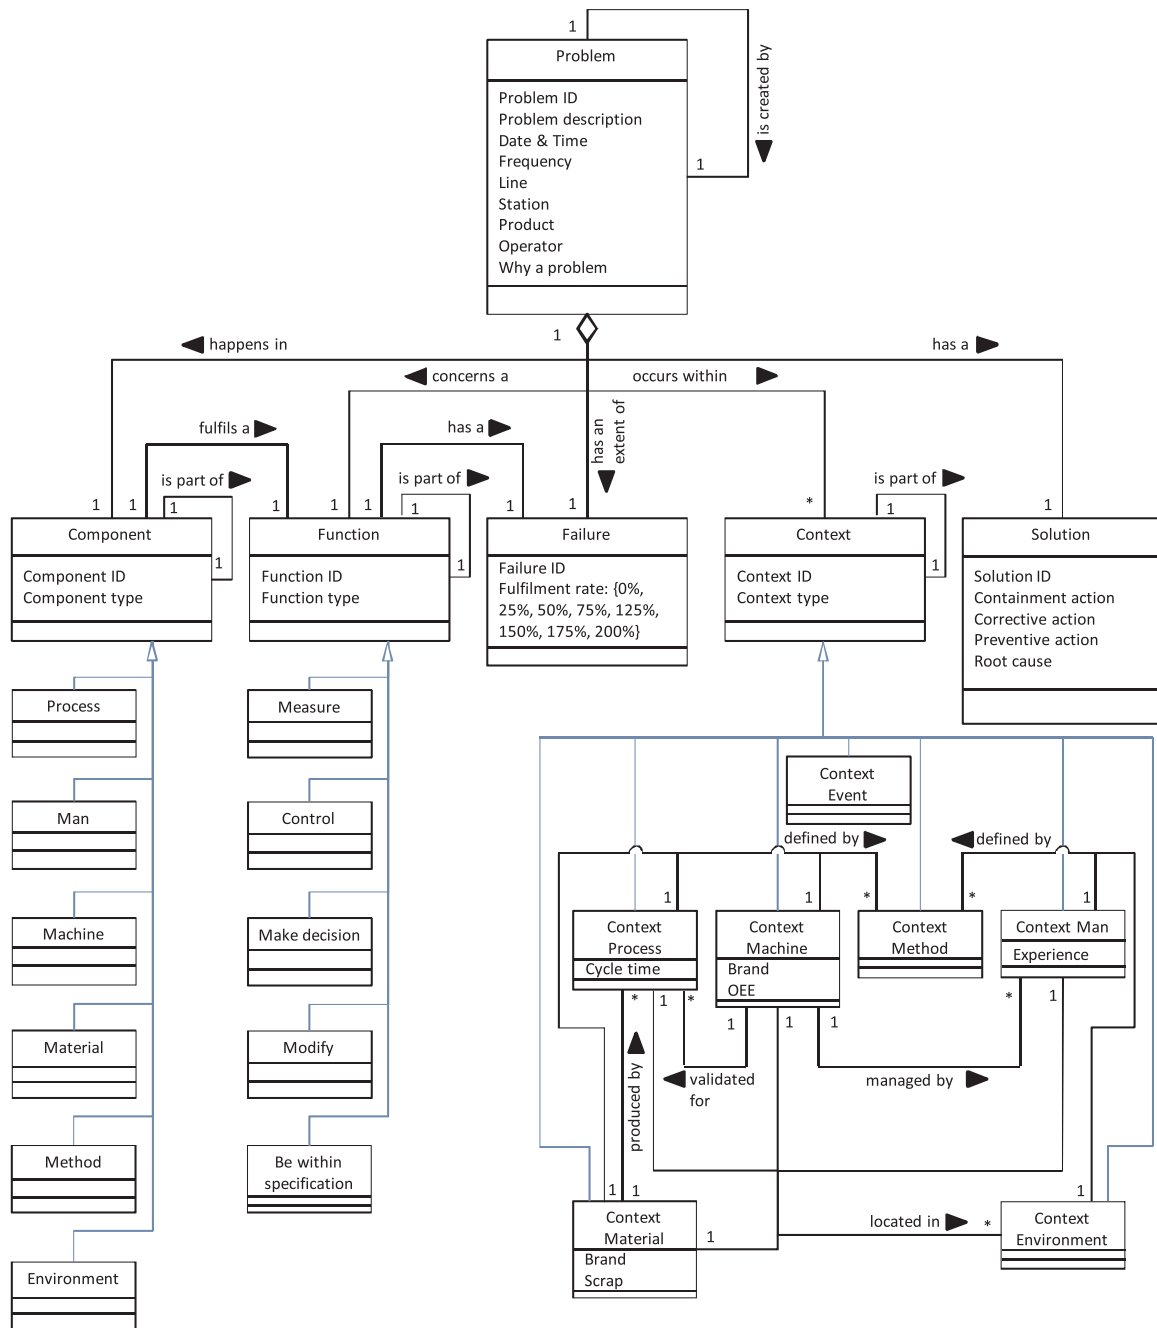 1
Problem
is created by
Problem ID
Problem description
Date & Time
Frequency
Line
Station
Product
Operator
Why a problem
1
1
happens in
has a
concerns a
occurs within
has an
extent of
fulfils a
has a
is part of
is part of
is part of
1
1
1
1
1
1
1
1
1
*
1
1
Component
1
Component ID
Component type
Function
1
Function ID
Function type
Failure
Failure ID
Fulfilment rate: {0%,
25%, 50%, 75%, 125%,
150%, 175%, 200%}
Context
1
Context ID
Context type
Solution
Solution ID
Containment action
Corrective action
Preventive action
Root cause
Process
Man
Machine
Material
Method
Environment
Measure
Control
Make decision
Modify
Be within
specification
Context
Event
defined by
defined by
1
1
*
*
1
Context
Process
Cycle time
Context
Machine
Brand
OEE
Context
Method
Context Man
Experience
*
1
*
1
1
1
*
1
produced by
validated
for
managed by
1
1
Context
Material
Brand
Scrap
1
located in
*
1
Context
Environment